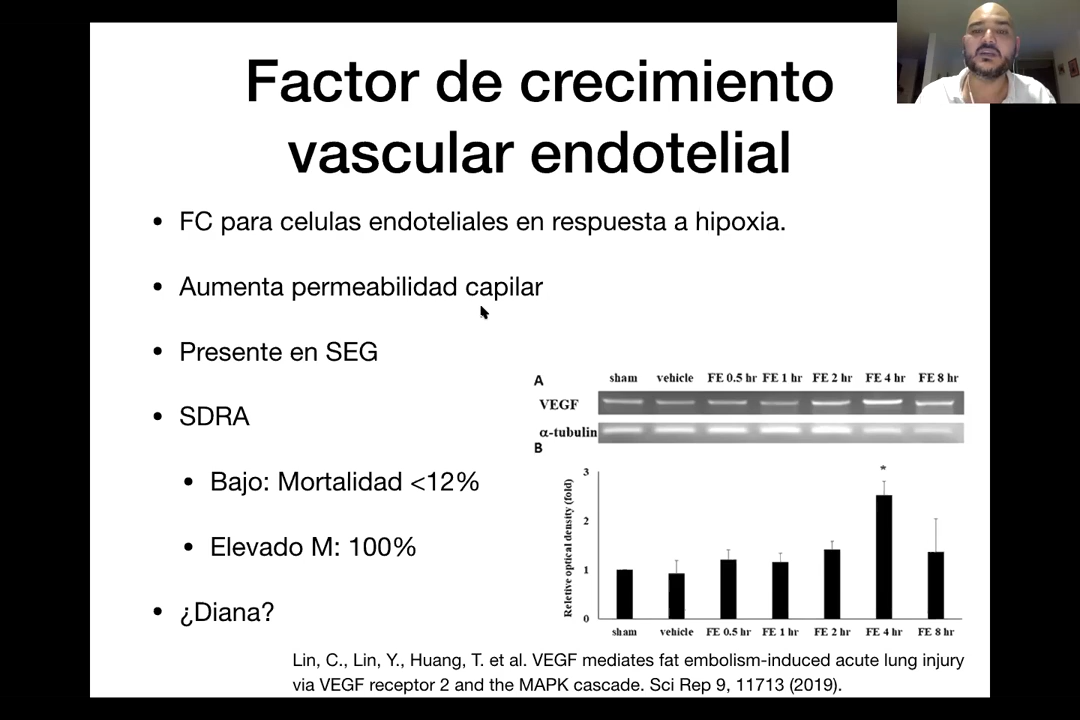 Factor de crecimiento
vascular endotelial
• FC para celulas endoteliales en respuesta a hipoxia.
• Aumenta permeabilidad capilar
• Presente en SEG
• SDRA
• Bajo: Mortalidad <12%
• Elevado M: 100%
• ¿Diana?
A
sham vehicle FE 0.5 hr FE 1 hr FE 2 hr FE 4 hr FE 8 hr
VEGF
α-tubulin
B
Reletive optical density (fold)
3
2
1
0
*
sham vehicle FE 0.5 hr FE 1 hr FE 2 hr FE 4 hr FE 8 hr
Lin, C., Lin, Y., Huang, T. et al. VEGF mediates fat embolism-induced acute lung injury
via VEGF receptor 2 and the MAPK cascade. Sci Rep 9, 11713 (2019).